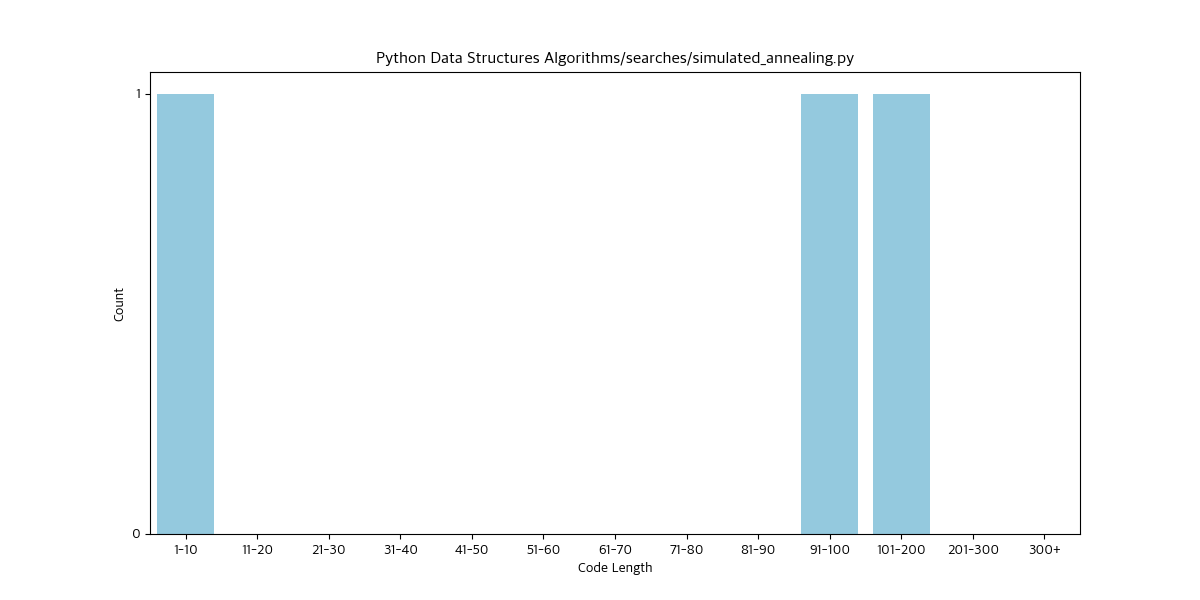 Python Data Structures Algorithms/searches/simulated_annealing.py
1
Count
0
1-10 11-20 21-30 31-40 41-50 51-60 61-70 71-80 81-90 91-100 101-200 201-300 300+
Code Length